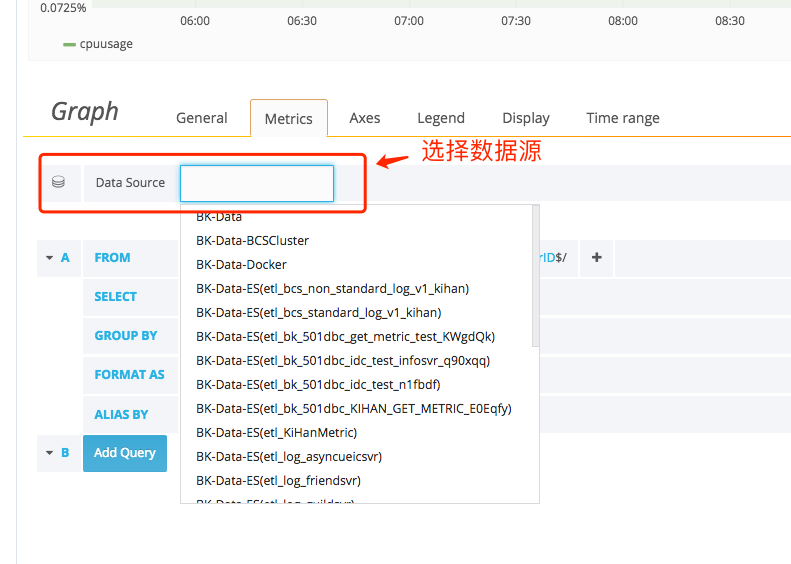 0.0725%
06:00 06:30 07:00 07:30 08:00 08:30
cpuusage
Graph General Metrics Axes Legend Display Time range
选择数据源
Data Source
BK-Data
BK-Data-BCSCluster
A FROM rID$/ +
BK-Data-Docker
SELECT
BK-Data-ES(etl_bcs_non_standard_log_v1_kihan)
BK-Data-ES(etl_bcs_standard_log_v1_kihan)
GROUP BY
BK-Data-ES(etl_bk_501dbc_get_metric_test_KWgdQk)
BK-Data-ES(etl_bk_501dbc_idc_test_infosvr_q90xqq)
FORMAT AS
BK-Data-ES(etl_bk_501dbc_idc_test_n1fbdf)
ALIAS BY
BK-Data-ES(etl_bk_501dbc_KIHAN_GET_METRIC_E0Eqfy)
BK-Data-ES(etl_KiHanMetric)
B Add Query
BK-Data-ES(etl_log_asyncueicsvr)
BK-Data-ES(etl_log_friendsvr)
BK-Data-ES(etl_log_guildsvr)